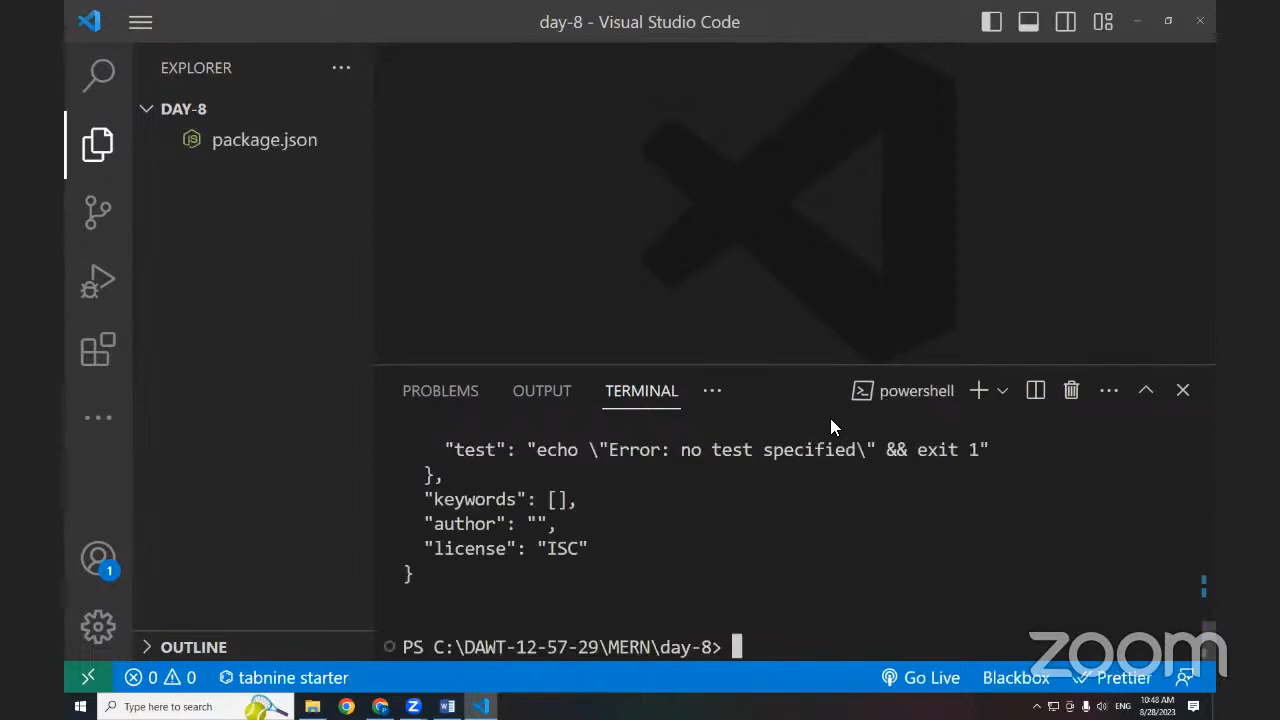 day-8 - Visual Studio Code
EXPLORER
DAY-8
package.json
PROBLEMS OUTPUT TERMINAL powershell
"test": "echo \"Error: no test specified\" && exit 1"
},
"keywords": [],
"author": "",
"license": "ISC"
}
PS C:\DAWT-12-57-29\MERN\day-8>
1
OUTLINE
0 0 tabnine starter Go Live Blackbox Prettier
zoom
Type here to search
ENG
10:48 AM
8/28/2023